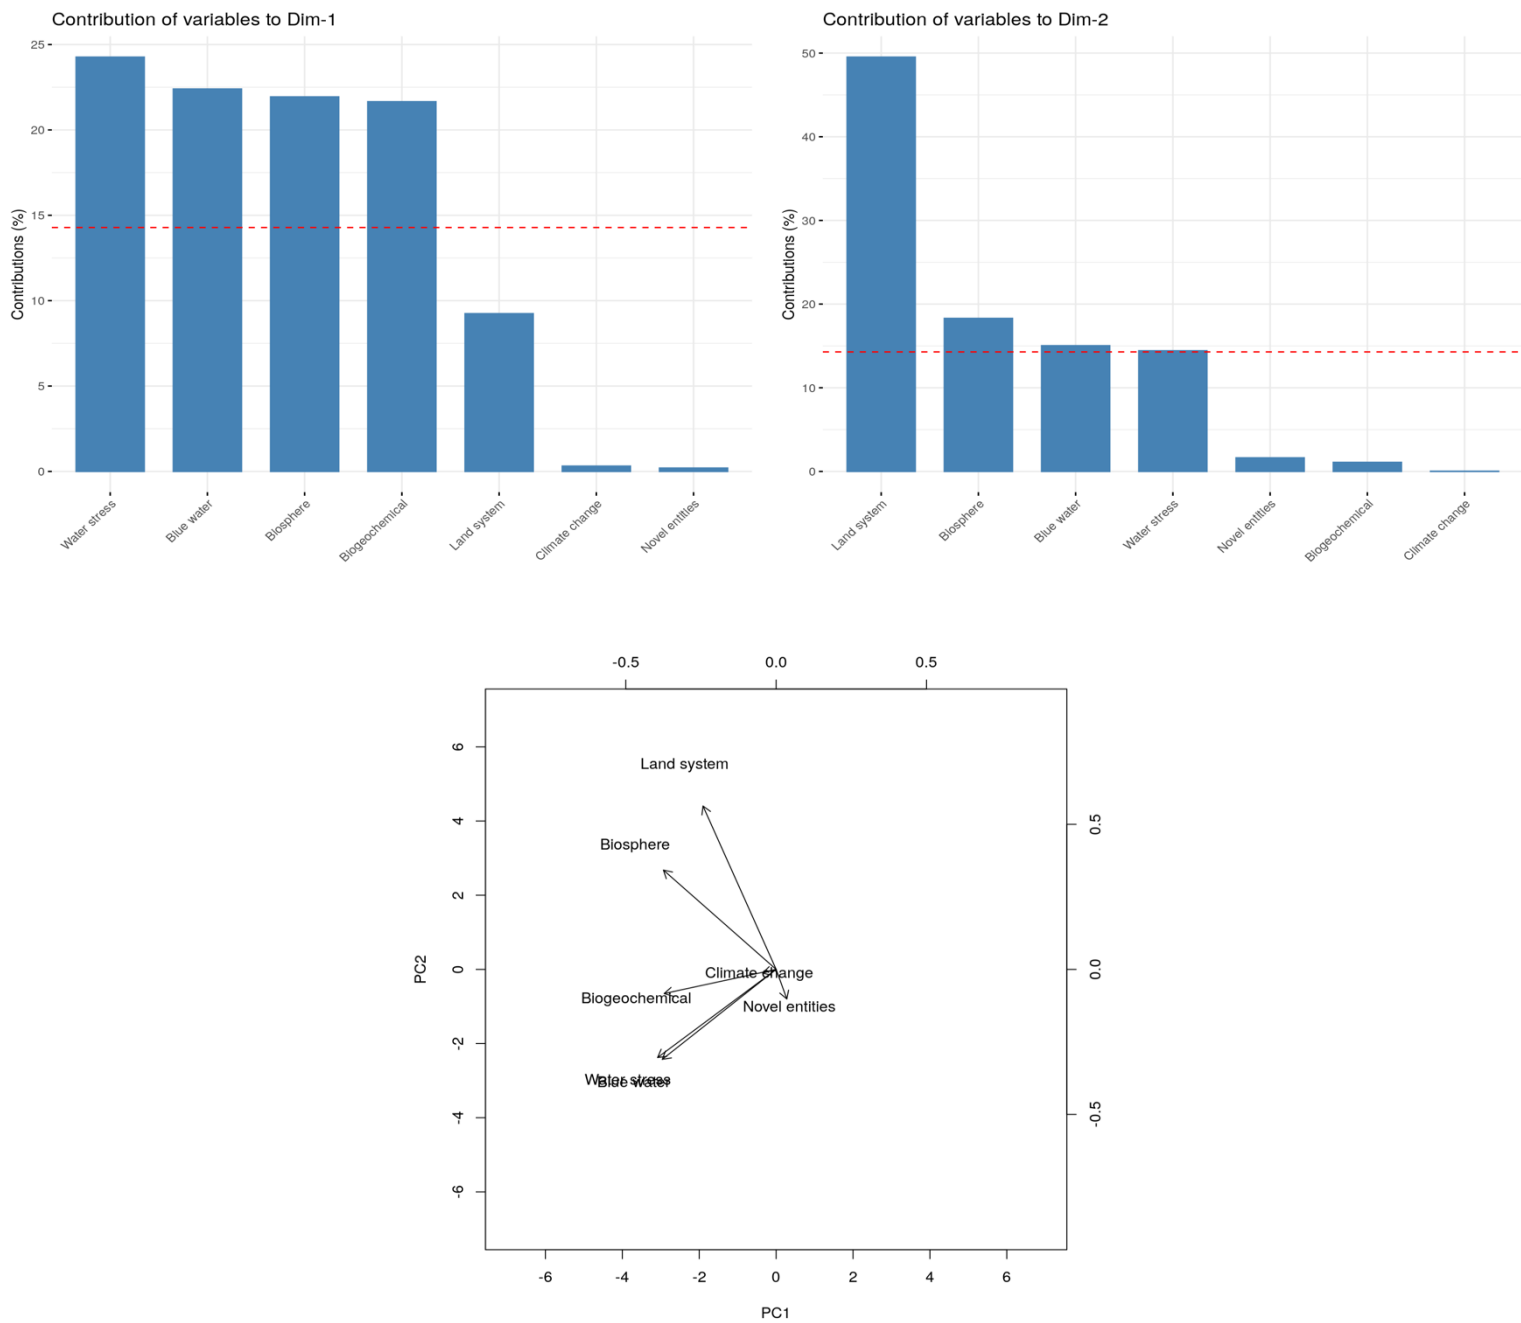 Contribution of variables to Dim-1
Contributions (%)
25
20
15
10
5
0
Water stress
Blue water
Biosphere
Biogeochemical
Land system
Climate change
Novel entities
Contribution of variables to Dim-2
Contributions (%)
50
40
30
20
10
0
Land system
Biosphere
Blue water
Water stress
Novel entities
Biogeochemical
Climate change
-0.5 0.0 0.5
6
4
2
0
-2
-4
-6
PC2
Land system
Biosphere
Climate change
Biogeochemical
Novel entities
Water stress
Blue water
0.5
0.0
-0.5
-6 -4 -2 0 2 4 6
PC1